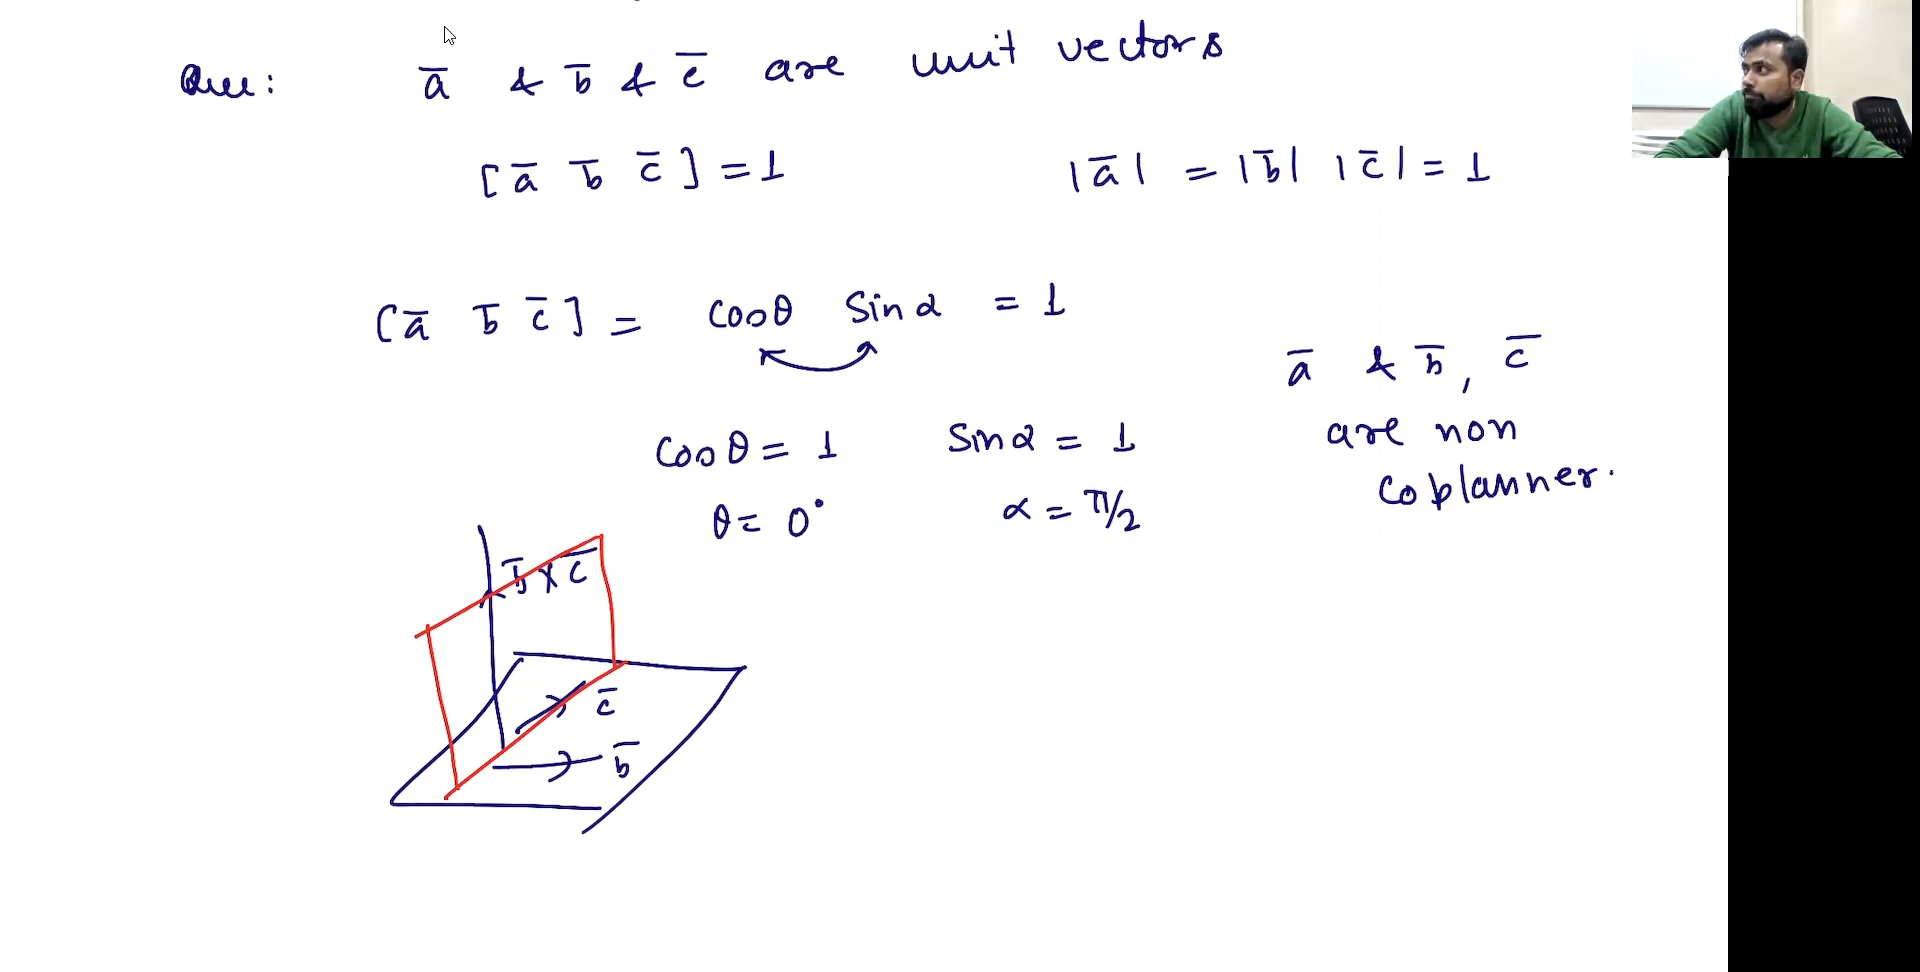 Que: a̅ & b̅ & c̅ are unit vectors
[a̅ b̅ c̅] = 1 |a̅| = |b̅| |c̅| = 1
[a̅ b̅ c̅] = Cosθ Sinα = 1
a̅ & b̅, c̅
are non
coplanner.
Cosθ = 1 Sinα = 1
θ = 0° α = π/2
b̅ × c̅
c̅
b̅